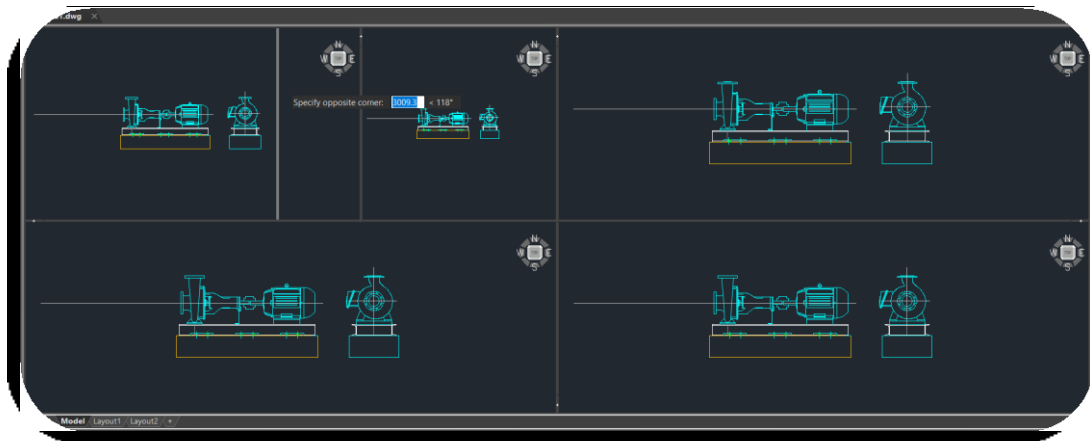 1.dwg ×
N
W E
S
N
W E
S
N
W E
S
Specify opposite corner: 3009.3 < 118°
N
W E
S
N
W E
S
Model Layout1 Layout2 +